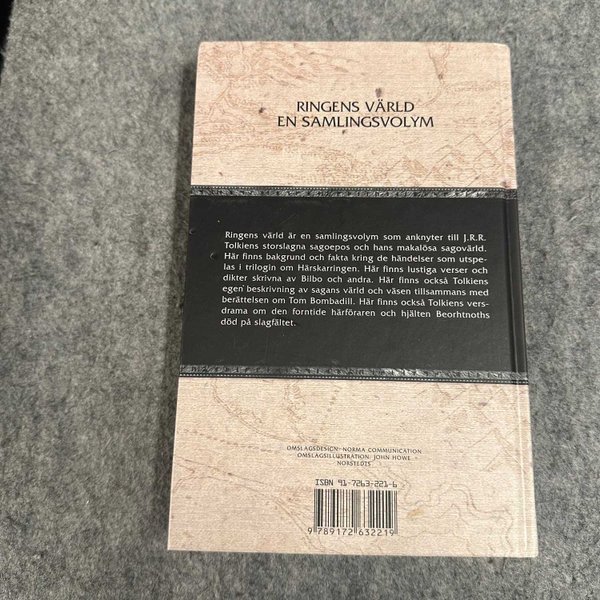 RINGENS VÄRLD
EN SAMLINGSVOLYM
Ringens värld är en samlingsvolym som anknyter till J.R.R.
Tolkiens storslagna sagoepos och hans makalösa sagovärld.
Här finns bakgrund och fakta kring de händelser som utspe-
las i trilogin om Härskarringen. Här finns lustiga verser och
dikter skrivna av Bilbo och andra. Här finns också Tolkiens
egen beskrivning av sagans värld och väsen tillsammans med
berättelsen om Tom Bombadill. Här finns också Tolkiens vers-
drama om den forntide härföraren och hjälten Beorhtnoths
död på slagfältet.
OMSLAGSDESIGN: NORMA COMMUNICATION
OMSLAGSILLUSTRATION: JOHN HOWE
NORSTEDTS
ISBN 91-7263-221-6
9 789172 632219